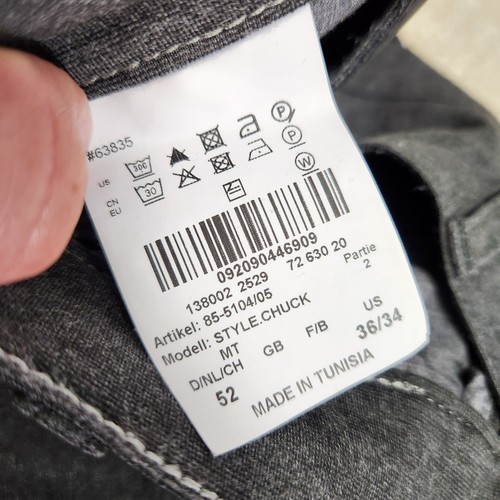 #63835
US
30C
P
CN
EU
30
P
W
092090446909
138002 2529 72 630 20 Partie
2
Artikel: 85-5104/05
Modell: STYLE.CHUCK
MT US
D/NL/CH GB F/B 36/34
52
MADE IN TUNISIA